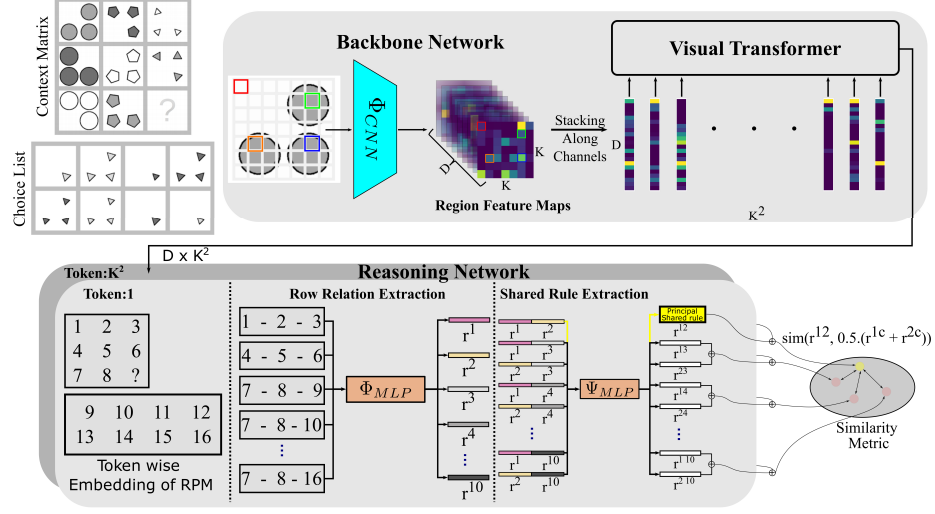 Context Matrix
?
Choice List
Backbone Network
Φ_CNN
D
K
K
Region Feature Maps
Stacking
Along
Channels
Visual Transformer
D
K²
D x K²
Reasoning Network
Token:K²
Token:1
1 2 3
4 5 6
7 8 ?
9 10 11 12
13 14 15 16
Token wise
Embedding of RPM
Row Relation Extraction
1 - 2 - 3
4 - 5 - 6
7 - 8 - 9
7 - 8 - 10
7 - 8 - 16
Φ_MLP
r¹
r²
r³
r⁴
r¹⁰
Shared Rule Extraction
r¹ r²
r¹ r³
r² r³
r¹ r⁴
r² r⁴
r¹ r¹⁰
r² r¹⁰
Ψ_MLP
Principal
Shared rule
r¹²
r¹³
r²³
r¹⁴
r²⁴
r¹ ¹⁰
r² ¹⁰
sim(r¹², 0.5.(r¹ᶜ + r²ᶜ))
Similarity
Metric